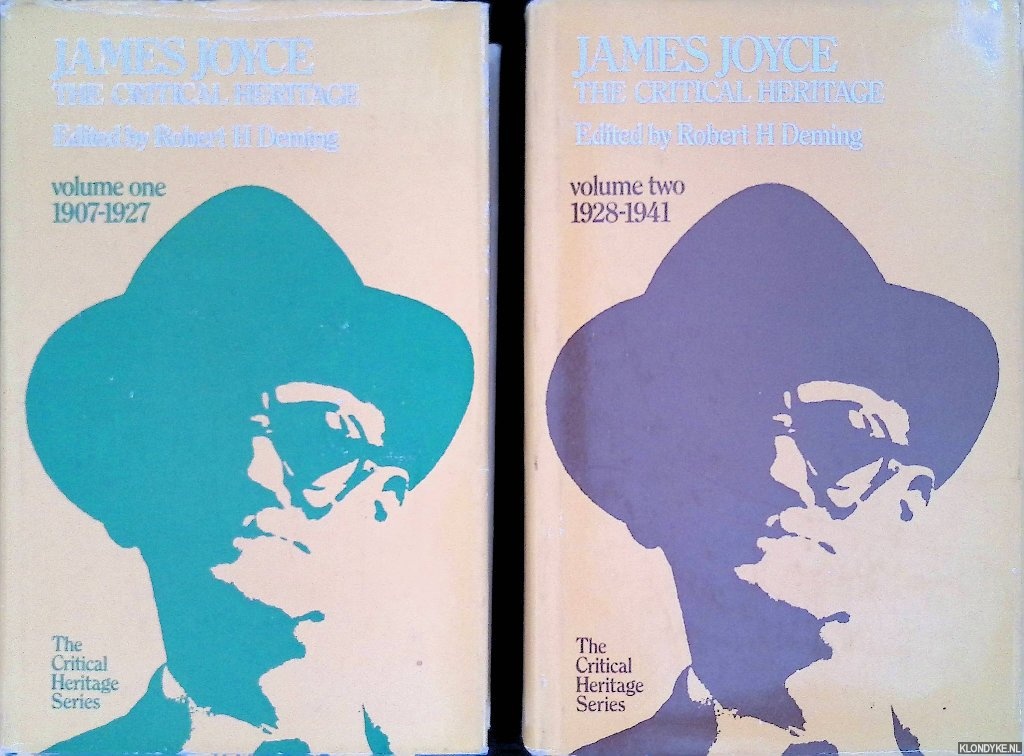 JAMES JOYCE
THE CRITICAL HERITAGE
Edited by Robert H Deming
volume one
1907-1927
The
Critical
Heritage
Series
JAMES JOYCE
THE CRITICAL HERITAGE
Edited by Robert H Deming
volume two
1928-1941
The
Critical
Heritage
Series
KLONDYKE.NL